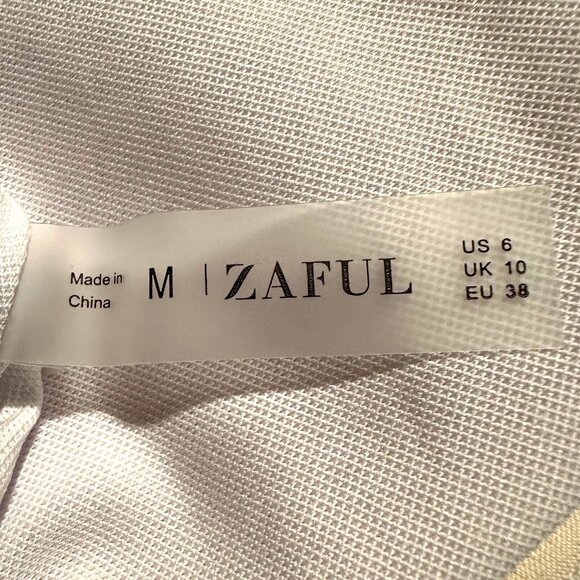 Made in
China
M | ZAFUL
US 6
UK 10
EU 38